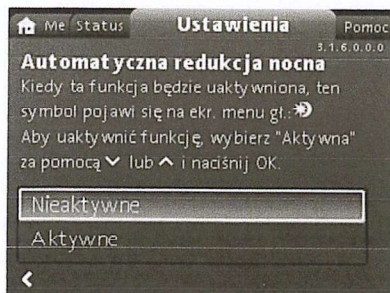 Me Status Ustawienia Pomoc
3.1.6.0.0.0
Automatyczna redukcja nocna
Kiedy ta funkcja będzie uaktywniona, ten
symbol pojawi się na ekr. menu gł.:
Aby uaktywnić funkcję, wybierz "Aktywna"
za pomocą lub i naciśnij OK.
Nieaktywne
Aktywne